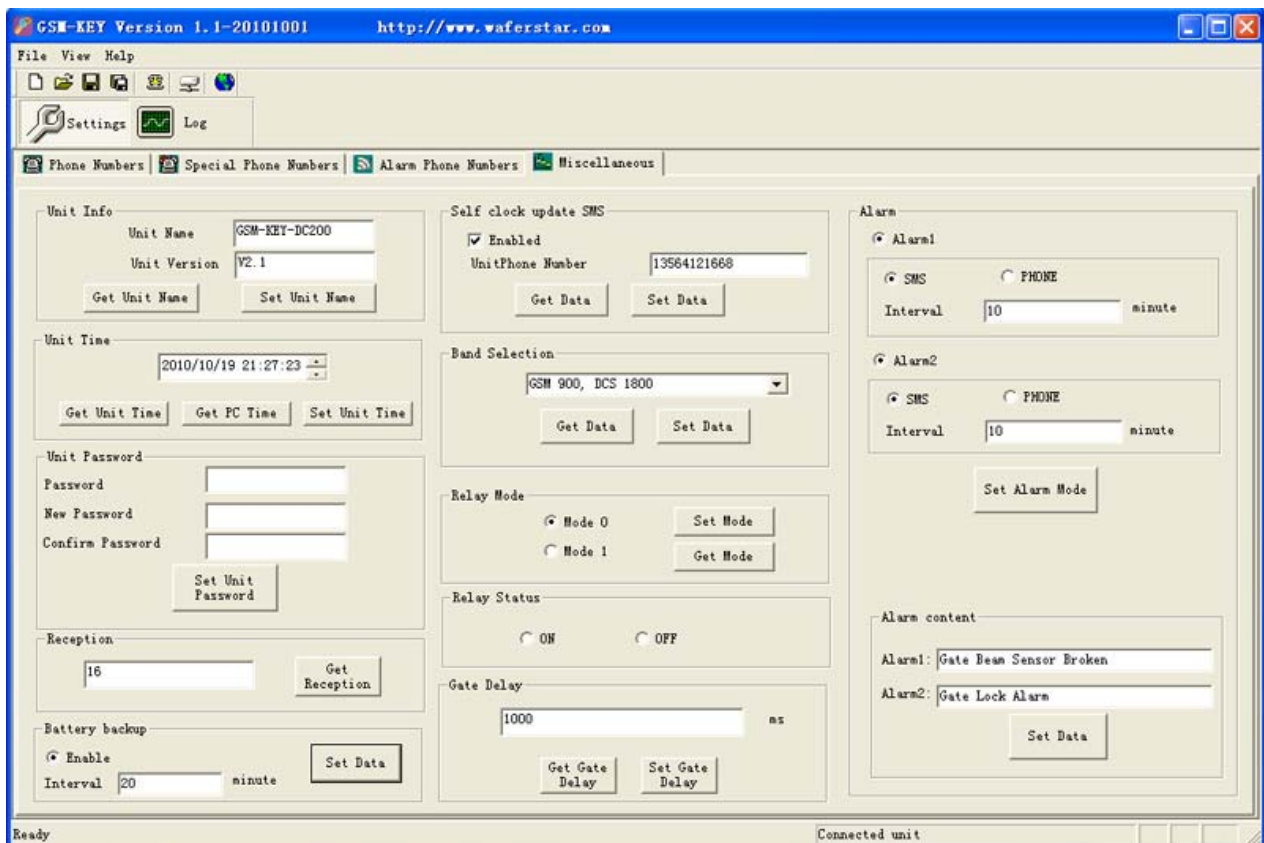 GSM-KEY Version 1.1-20101001 http://www.waferstar.com
File View Help
Settings Log
Phone Numbers Special Phone Numbers Alarm Phone Numbers Miscellaneous
Unit Info
Unit Name GSM-KEY-DC200
Unit Version V2.1
Get Unit Name Set Unit Name
Unit Time
2010/10/19 21:27:23
Get Unit Time Get PC Time Set Unit Time
Unit Password
Password
New Password
Confirm Password
Set Unit
Password
Reception
16
Get
Reception
Battery backup
Enable
Interval 20 minute
Set Data
Self clock update SMS
Enabled
UnitPhone Number 13564121668
Get Data Set Data
Band Selection
GSM 900, DCS 1800
Get Data Set Data
Relay Mode
Mode 0 Set Mode
Mode 1 Get Mode
Relay Status
ON OFF
Gate Delay
1000 ms
Get Gate
Delay
Set Gate
Delay
Alarm
Alarm1
SMS PHONE
Interval 10 minute
Alarm2
SMS PHONE
Interval 10 minute
Set Alarm Mode
Alarm content
Alarm1: Gate Beam Sensor Broken
Alarm2: Gate Lock Alarm
Set Data
Ready Connected unit